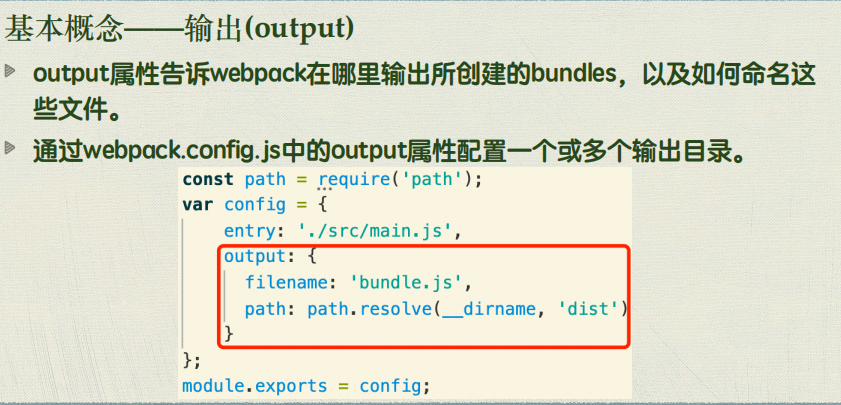 基本概念——输出(output)
output属性告诉webpack在哪里输出所创建的bundles，以及如何命名这
些文件。
通过webpack.config.js中的output属性配置一个或多个输出目录。
const path = require('path');
var config = {
    entry: './src/main.js',
    output: {
      filename: 'bundle.js',
      path: path.resolve(__dirname, 'dist')
    }
};
module.exports = config;